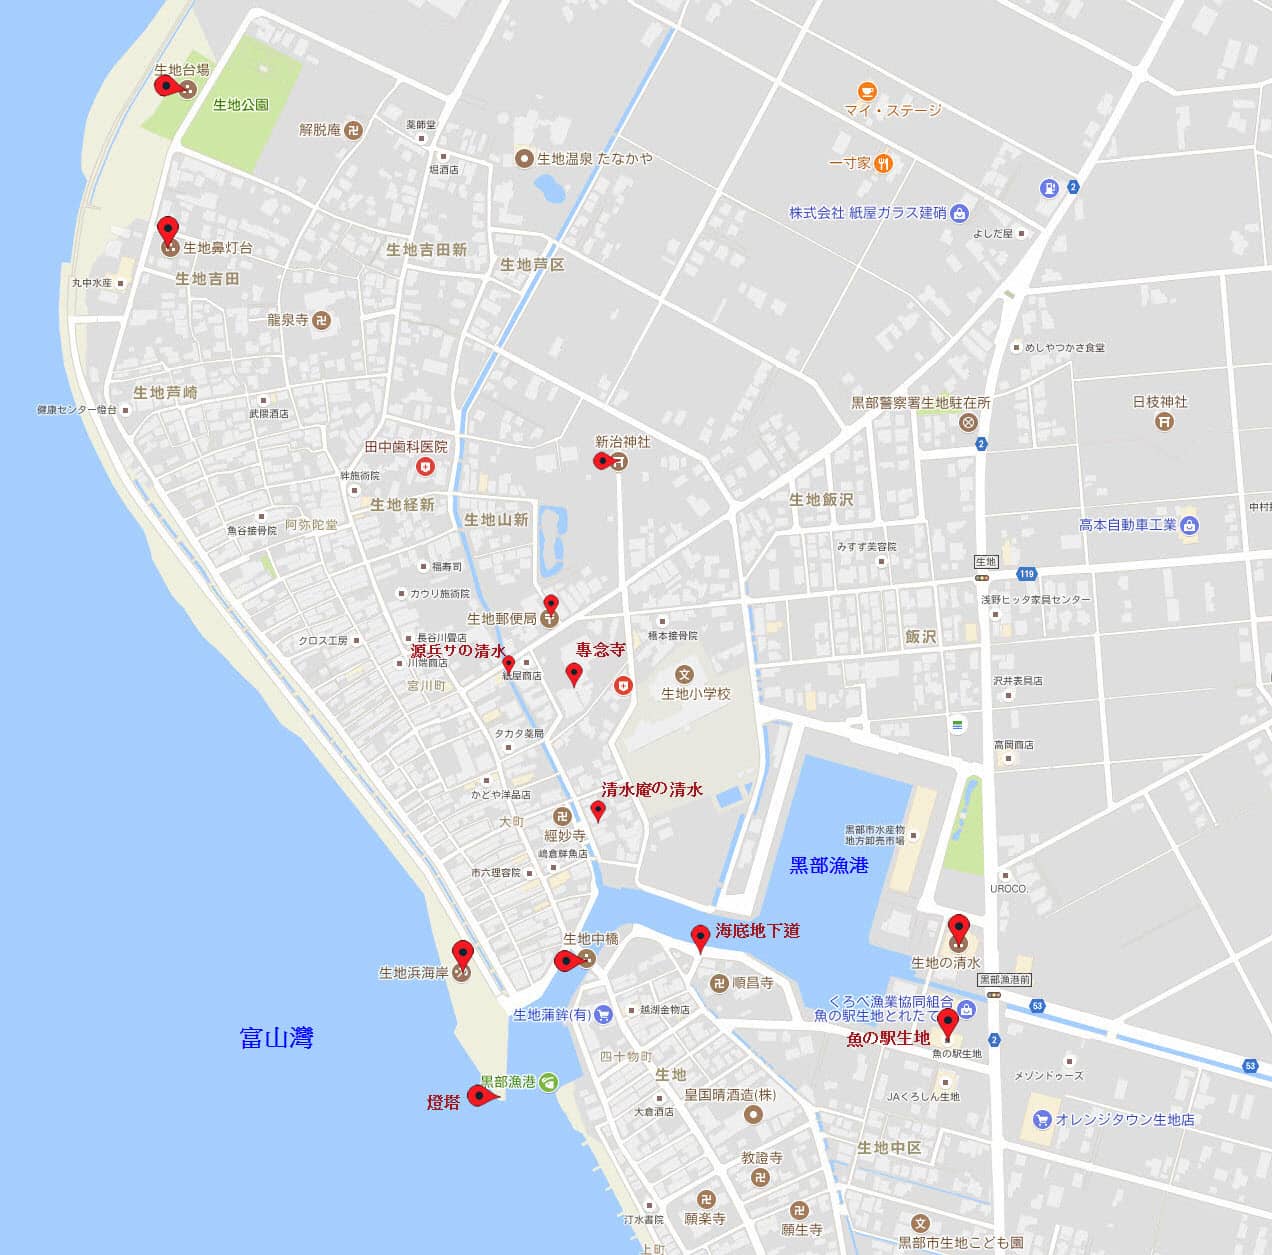 生地台場
生地公園
マイ・ステージ
薬師堂
解脱庵
生地温泉 たなかや
一寸家
堀酒店
2
株式会社 紙屋ガラス建硝
よしだ屋
生地鼻灯台
生地吉田新
生地芦区
生地吉田
丸中水産
龍泉寺
めしやつかさ食堂
生地芦崎
健康センター燈台
武隈酒店
黒部警察署生地駐在所
日枝神社
新治神社
田中歯科医院
2
絆施術院
生地経新
生地飯沢
中村
阿弥陀堂
生地山新
高本自動車工業
魚谷接骨院
みすず美容院
福寿司
生地
119
カウリ施術院
浅野ヒッタ家具センター
生地郵便局
クロス工房
長谷川畳店
橋本接骨院
飯沢
源兵サの清水
專念寺
川端商店
紙屋商店
宮川町
生地小学校
沢井表具店
タカタ薬局
高岡商店
清水庵の清水
かどや洋品店
大町
經妙寺
黒部市水産物
地方卸売市場
嶋倉鮮魚店
黑部漁港
市六理容院
UROCO.
海底地下道
生地中橋
生地の清水
生地浜海岸
順昌寺
黒部漁港前
くろべ漁業協同組合
魚の駅生地とれたて
53
生地蒲鉾(有)
越湖金物店
富山灣
魚の駅生地
2
魚の駅生地
四十物町
53
生地
メゾンドゥーズ
黒部漁港
燈塔
皇国晴酒造(株)
JAくろしん生地
大倉酒店
オレンジタウン生地店
生地中区
教證寺
願楽寺
汀水書院
願生寺
黒部市生地こども園
上町